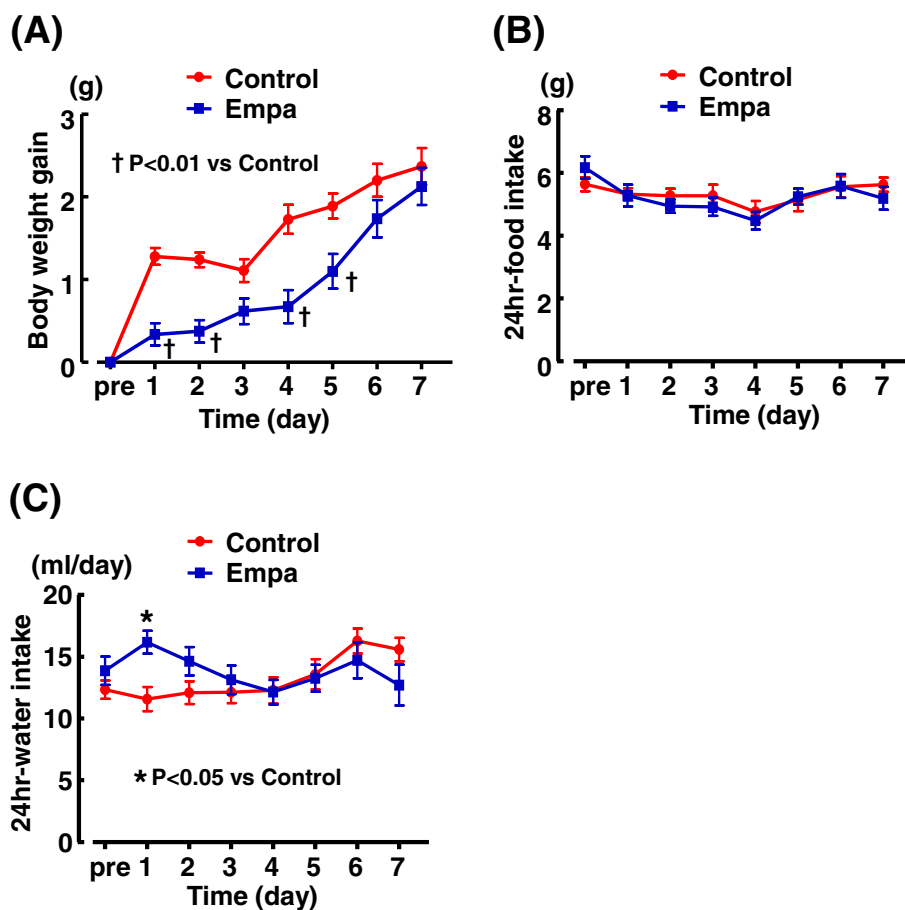 (A)
(g)
Control
Empa
3
2
1
0
Body weight gain
† P<0.01 vs Control
†
†
†
†
pre 1 2 3 4 5 6 7
Time (day)
(B)
(g)
Control
Empa
8
6
4
2
0
24hr-food intake
pre 1 2 3 4 5 6 7
Time (day)
(C)
(ml/day)
Control
Empa
20
15
10
5
0
24hr-water intake
*
* P<0.05 vs Control
pre 1 2 3 4 5 6 7
Time (day)